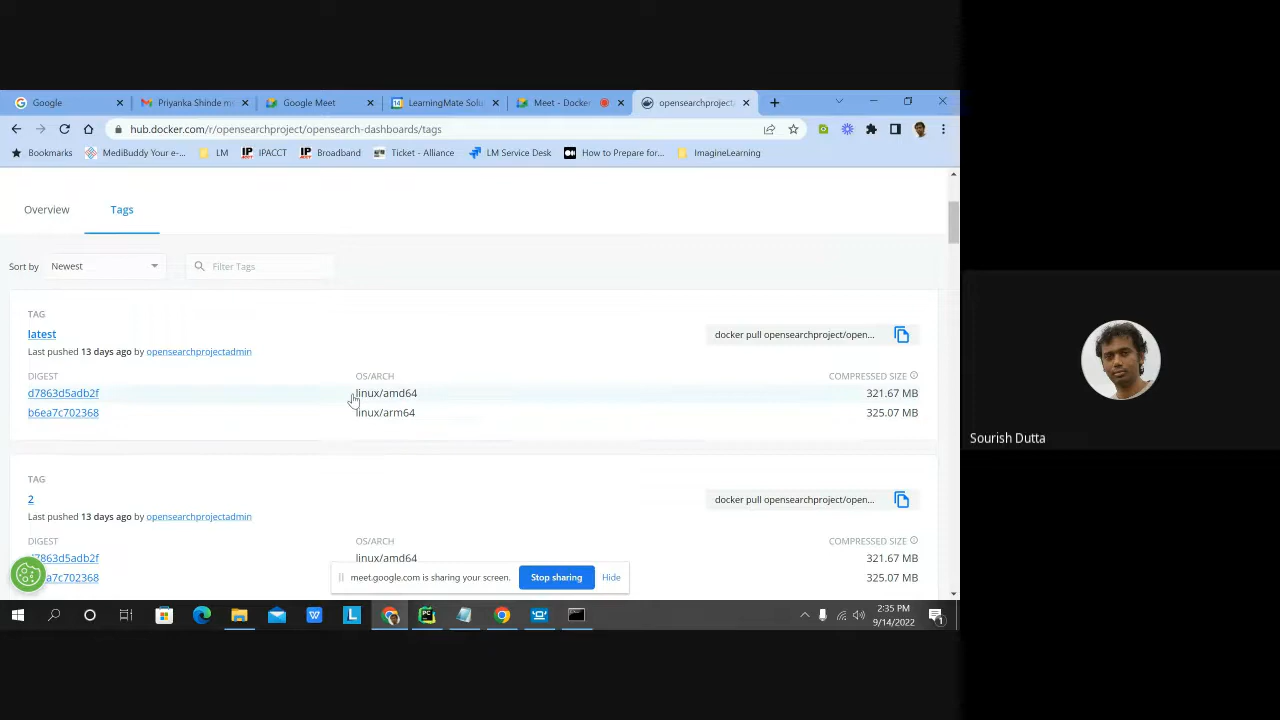 Google
Priyanka Shinde m
Google Meet
LearningMate Solu
Meet - Docker
opensearchproject
hub.docker.com/r/opensearchproject/opensearch-dashboards/tags
Bookmarks
MediBuddy Your e-...
LM
IPACCT
Broadband
Ticket - Alliance
LM Service Desk
How to Prepare for...
ImagineLearning
Overview
Tags
Sort by
Newest
Filter Tags
TAG
latest
docker pull opensearchproject/open...
Last pushed 13 days ago by opensearchprojectadmin
DIGEST OS/ARCH COMPRESSED SIZE
d7863d5adb2f linux/amd64 321.67 MB
b6ea7c702368 linux/arm64 325.07 MB
TAG
2
docker pull opensearchproject/open...
Last pushed 13 days ago by opensearchprojectadmin
DIGEST OS/ARCH COMPRESSED SIZE
d7863d5adb2f linux/amd64 321.67 MB
a7c702368 325.07 MB
meet.google.com is sharing your screen.
Stop sharing
Hide
2:35 PM
9/14/2022
Sourish Dutta